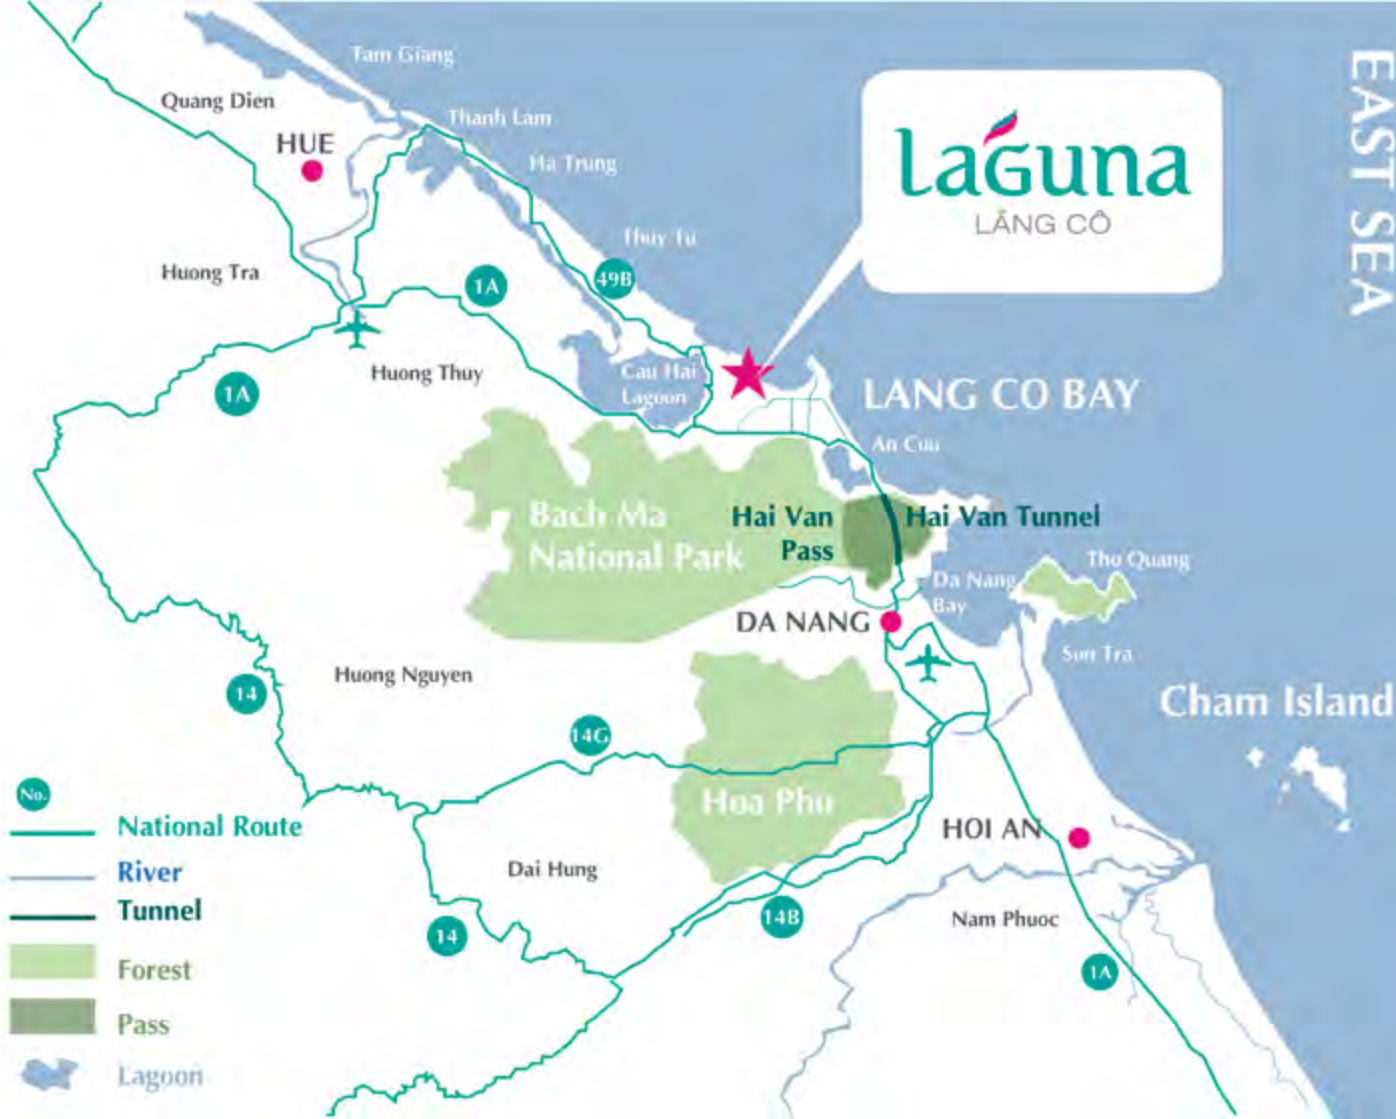 Tam Giang
EAST SEA
Quang Dien
Thanh Lam
HUE
Ha Trung
Laguna
LĂNG CÔ
Thuy Tu
Huong Tra
1A
49B
Huong Thuy
Cau Hai
Lagoon
1A
LANG CO BAY
An Cuu
Bach Ma
National Park
Hai Van
Pass
Hai Van Tunnel
Tho Quang
Da Nang
Bay
DA NANG
Son Tra
Huong Nguyen
14
Cham Island
14G
No.
National Route
Hoa Phu
HOI AN
River
Dai Hung
Tunnel
14B
Nam Phuoc
14
Forest
1A
Pass
Lagoon